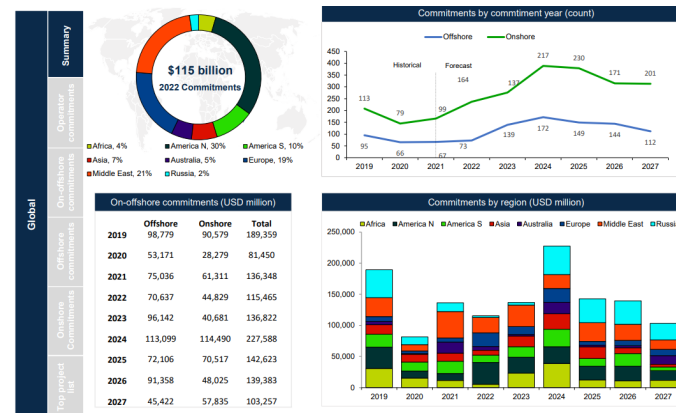 Global
Summary
Operator
commitments
On-offshore
commitments
Offshore
commitments
Onshore
commitments
Top project
list
$115 billion
2022 Commitments
Africa, 4%
America N, 30%
America S, 10%
Asia, 7%
Australia, 5%
Europe, 19%
Middle East, 21%
Russia, 2%
Commitments by commtiment year (count)
Offshore
Onshore
Historical
Forecast
450
400
350
300
250
200
150
100
50
0
113
79
99
164
137
217
230
171
201
95
66
67
73
139
172
149
144
112
2019
2020
2021
2022
2023
2024
2025
2026
2027
On-offshore commitments (USD million)
Offshore Onshore Total
2019 98,779 90,579 189,359
2020 53,171 28,279 81,450
2021 75,036 61,311 136,348
2022 70,637 44,829 115,465
2023 96,142 40,681 136,822
2024 113,099 114,490 227,588
2025 72,106 70,517 142,623
2026 91,358 48,025 139,383
2027 45,422 57,835 103,257
Commitments by region (USD million)
Africa
America N
America S
Asia
Australia
Europe
Middle East
Russi
250,000
200,000
150,000
100,000
50,000
0
2019
2020
2021
2022
2023
2024
2025
2026
2027